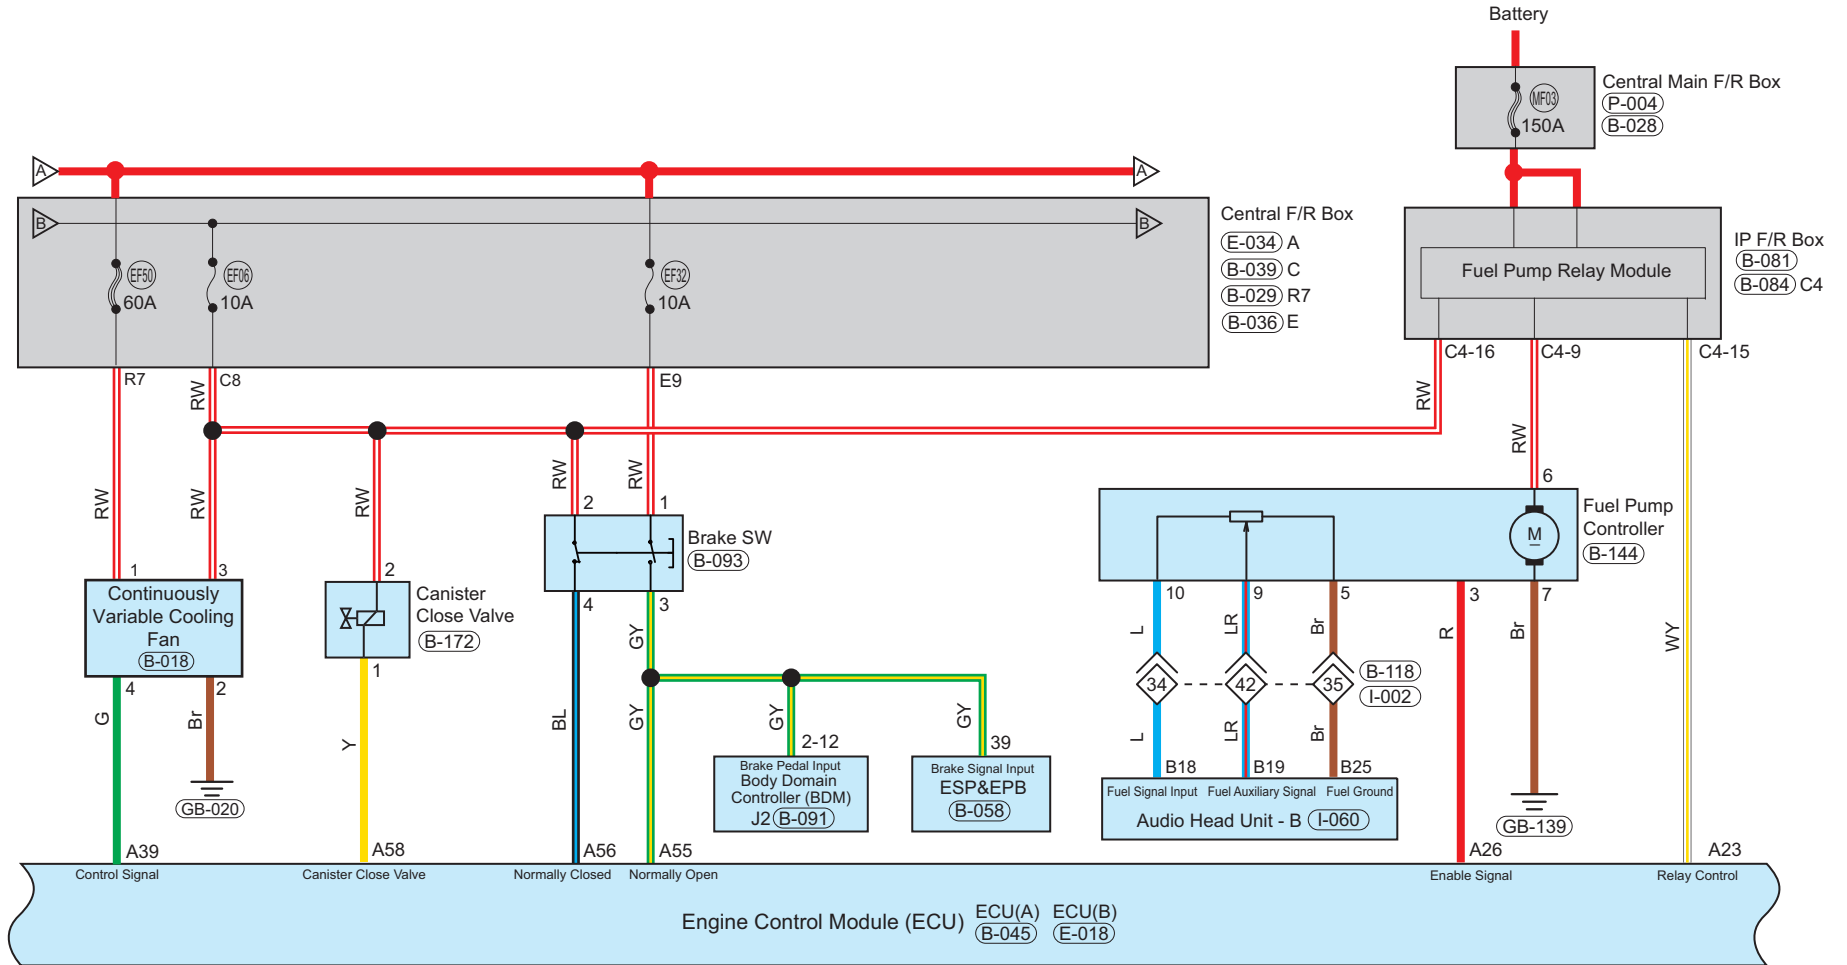 Battery
Central Main F/R Box
MF03
P-004
150A
B-028
A
A
B
B
Central F/R Box
E-034 A
B-039 C
B-029 R7
B-036 E
EF50
60A
EF06
10A
EF32
10A
IP F/R Box
B-081
B-084 C4
Fuel Pump Relay Module
R7
C8
E9
C4-16
C4-9
C4-15
RW
RW
RW
RW
RW
RW
RW
RW
2
1
6
Brake SW
B-093
Fuel Pump
Controller
B-144
M
1
3
Continuously
Variable Cooling
Fan
B-018
4
2
2
Canister
Close Valve
B-172
1
4
3
10
9
5
3
7
G
Br
Y
BL
GY
GY
GY
GY
L
LR
Br
R
Br
WY
34
42
35
B-118
I-002
L
LR
Br
GB-020
2-12
Brake Pedal Input
Body Domain
Controller (BDM)
J2 B-091
39
Brake Signal Input
ESP&EPB
B-058
B18
B19
B25
Fuel Signal Input
Fuel Auxiliary Signal
Fuel Ground
Audio Head Unit - B I-060
GB-139
A39
A58
A56
A55
A26
A23
Control Signal
Canister Close Valve
Normally Closed
Normally Open
Enable Signal
Relay Control
Engine Control Module (ECU)
ECU(A)
B-045
ECU(B)
E-018